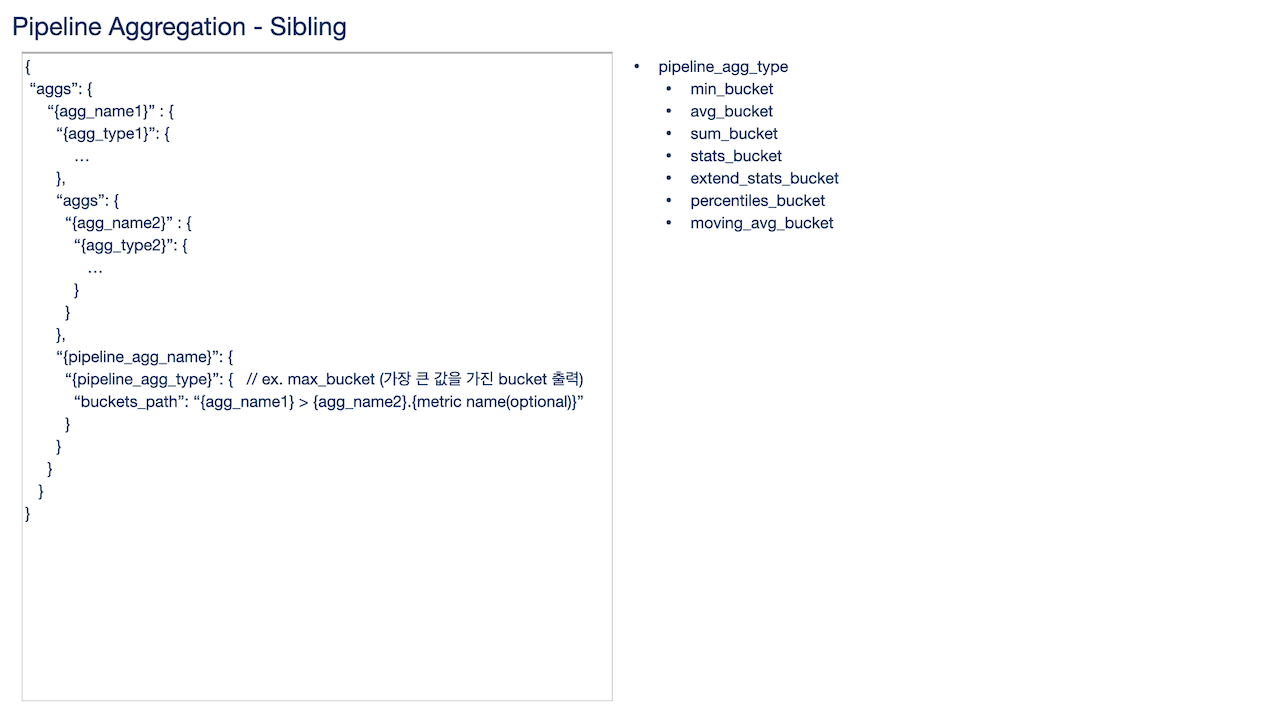 Pipeline Aggregation - Sibling
{
“aggs”: {
“{agg_name1}” : {
“{agg_type1}”: {
…
},
“aggs”: {
“{agg_name2}” : {
“{agg_type2}”: {
…
}
}
},
“{pipeline_agg_name}”: {
“{pipeline_agg_type}”: { // ex. max_bucket (가장 큰 값을 가진 bucket 출력)
“buckets_path”: “{agg_name1} > {agg_name2}.{metric name(optional)}”
}
}
}
}
}
• pipeline_agg_type
• min_bucket
• avg_bucket
• sum_bucket
• stats_bucket
• extend_stats_bucket
• percentiles_bucket
• moving_avg_bucket